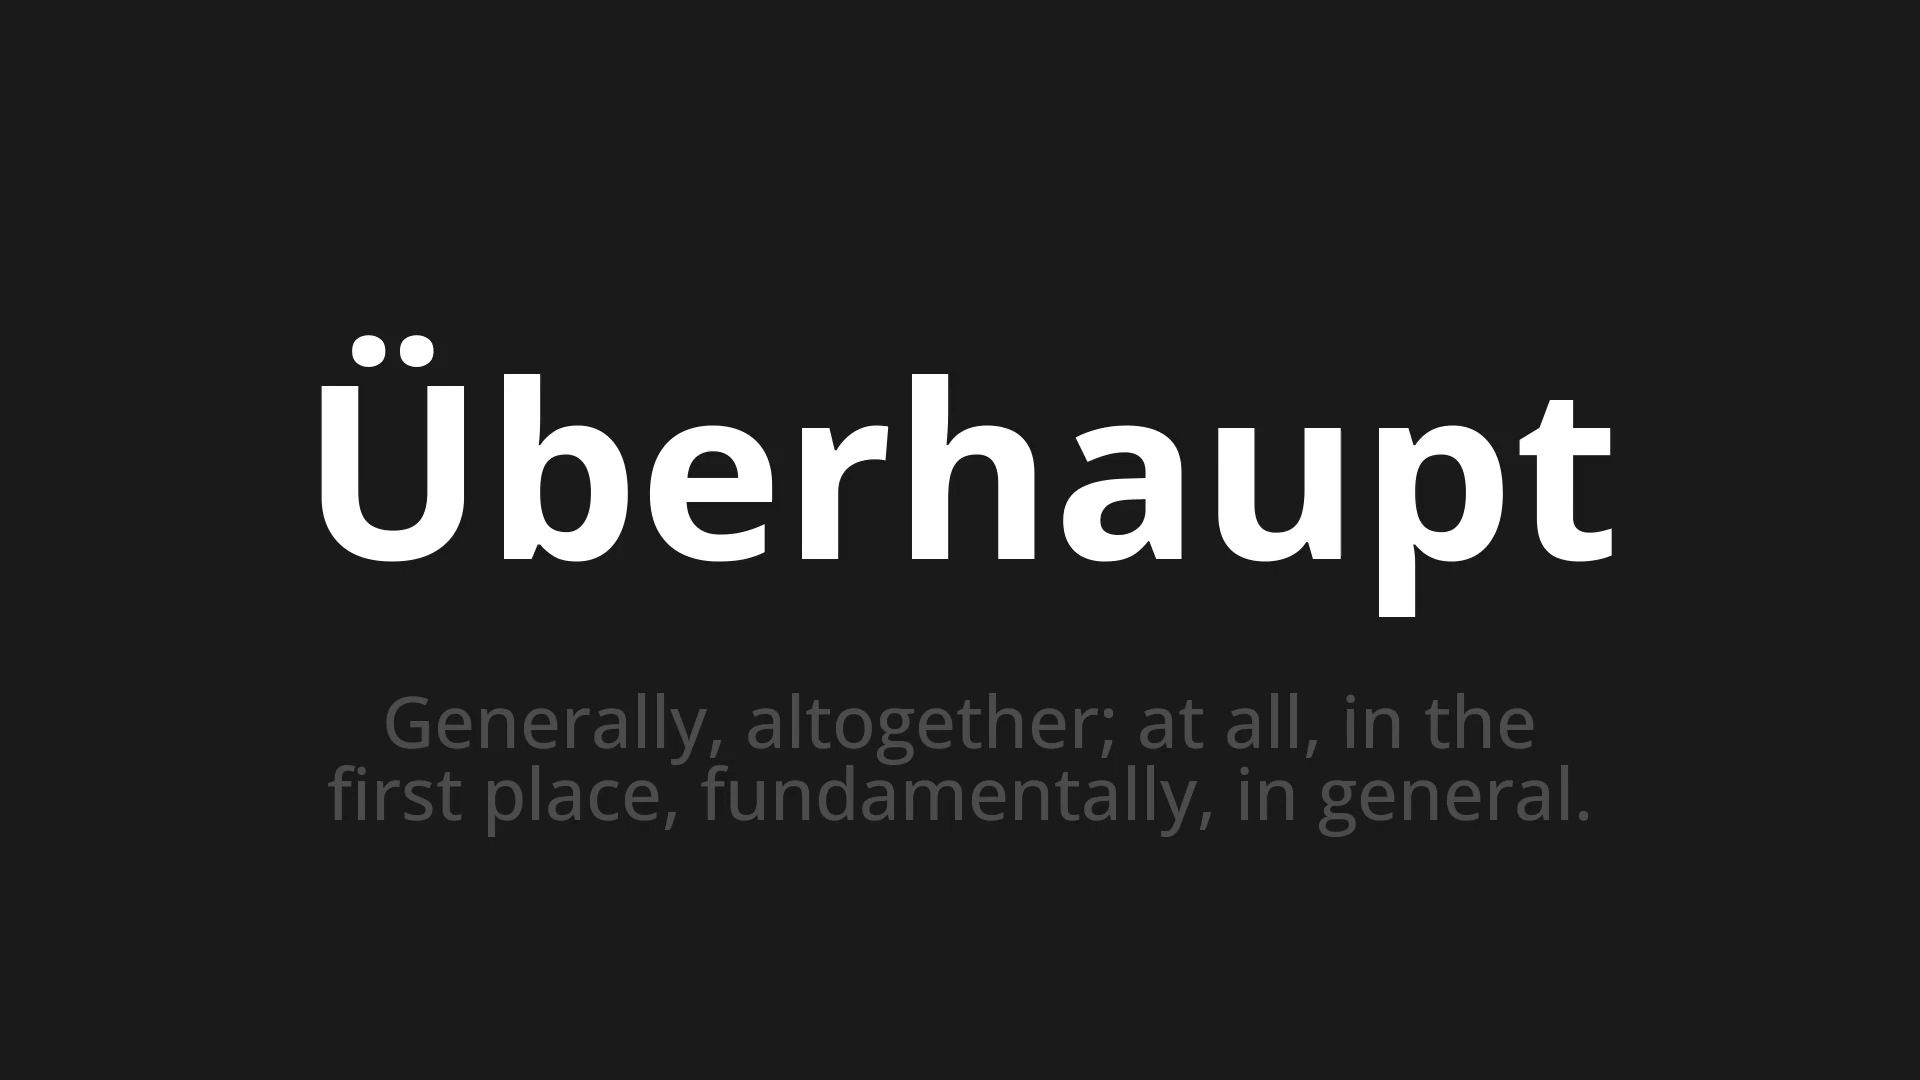 Überhaupt
Generally, altogether; at all, in the
first place, fundamentally, in general.